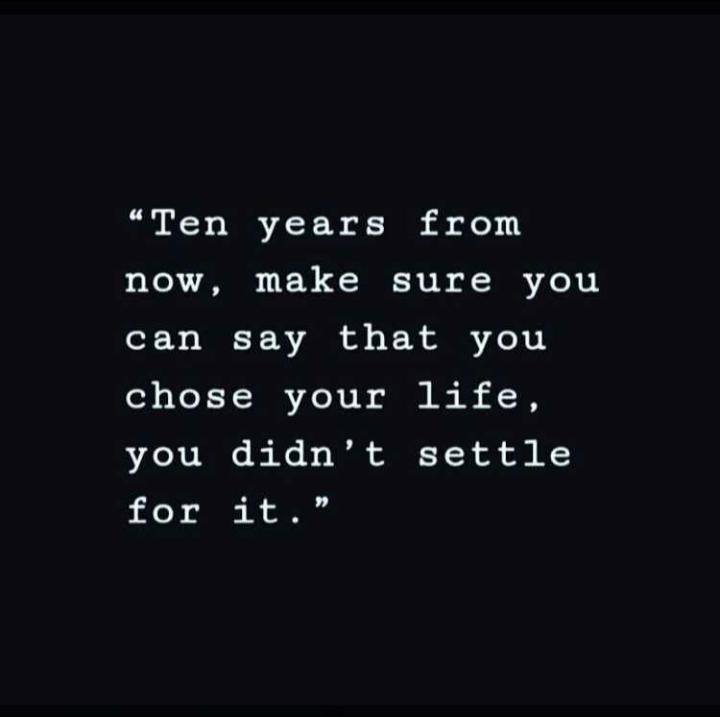 “Ten years from
now, make sure you
can say that you
chose your life,
you didn’t settle
for it.”